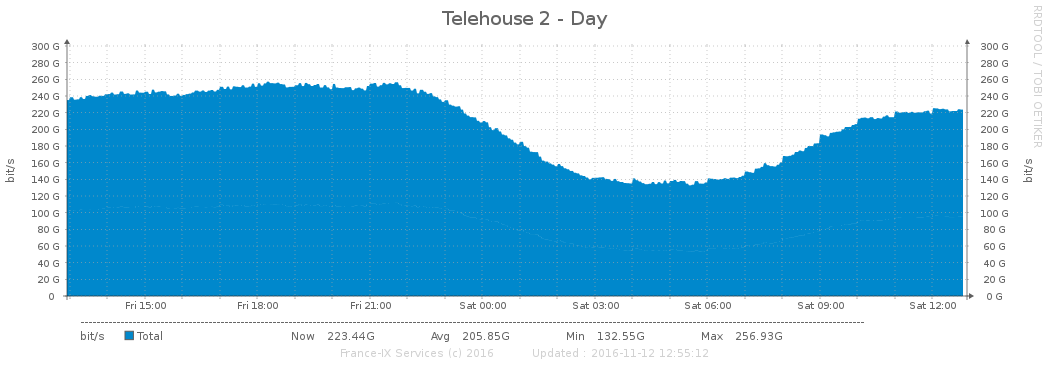 Telehouse 2 - Day
RRDTOOL / TOBI OETIKER
bit/s
300 G 300 G
280 G 280 G
260 G 260 G
240 G 240 G
220 G 220 G
200 G 200 G
180 G 180 G
160 G 160 G
140 G 140 G
120 G 120 G
100 G 100 G
80 G 80 G
60 G 60 G
40 G 40 G
20 G 20 G
0 0 G
bit/s
Fri 15:00 Fri 18:00 Fri 21:00 Sat 00:00 Sat 03:00 Sat 06:00 Sat 09:00 Sat 12:00
bit/s Total Now 223.44G Avg 205.85G Min 132.55G Max 256.93G
France-IX Services (c) 2016 Updated : 2016-11-12 12:55:12